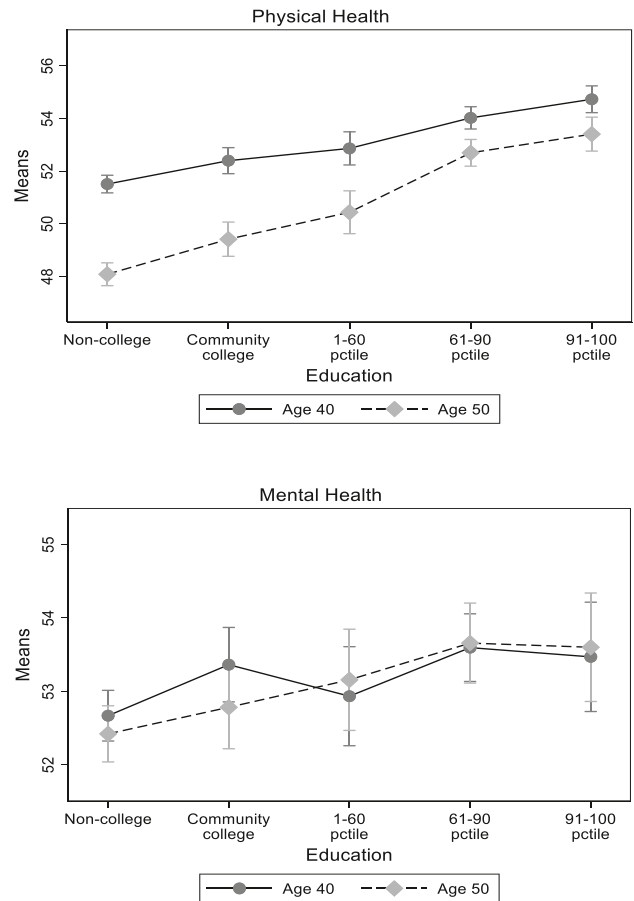 Physical Health
Means
56
54
52
50
48
Non-college
Community
college
1-60
pctile
61-90
pctile
91-100
pctile
Education
Age 40
Age 50
Mental Health
Means
55
54
53
52
Non-college
Community
college
1-60
pctile
61-90
pctile
91-100
pctile
Education
Age 40
Age 50